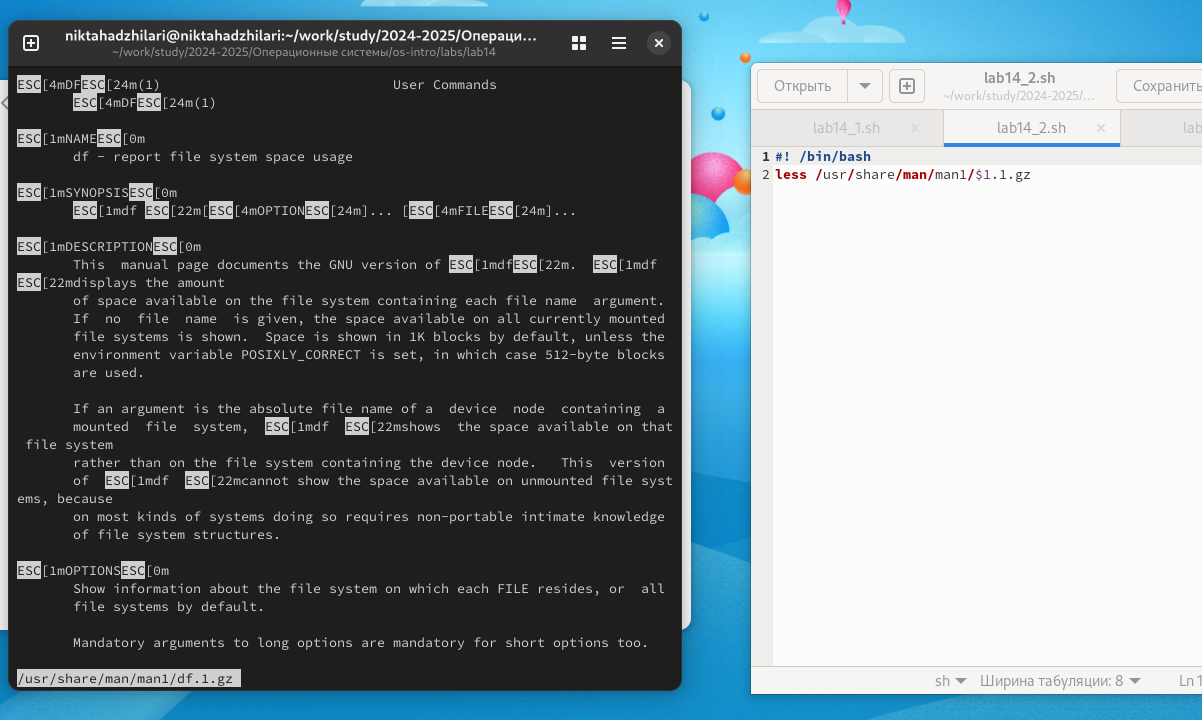 niktahadzhilari@niktahadzhilari:~/work/study/2024-2025/Операци...
~/work/study/2024-2025/Операционные системы/os-intro/labs/lab14
ESC[4mDFESC[24m(1) User Commands
ESC[4mDFESC[24m(1)
ESC[1mNAMEESC[0m
df - report file system space usage
ESC[1mSYNOPSISESC[0m
ESC[1mdf ESC[22m[ESC[4mOPTIONESC[24m]... [ESC[4mFILEESC[24m]...
ESC[1mDESCRIPTIONESC[0m
This  manual page documents the GNU version of ESC[1mdfESC[22m.  ESC[1mdf
ESC[22mdisplays the amount
of space available on the file system containing each file name  argument.
If  no  file  name  is given, the space available on all currently mounted
file systems is shown.  Space is shown in 1K blocks by default, unless the
environment variable POSIXLY_CORRECT is set, in which case 512-byte blocks
are used.
If an argument is the absolute file name of a  device  node  containing  a
mounted  file  system,  ESC[1mdf  ESC[22mshows  the space available on that
file system
rather than on the file system containing the device node.   This  version
of  ESC[1mdf  ESC[22mcannot show the space available on unmounted file syst
ems, because
on most kinds of systems doing so requires non-portable intimate knowledge
of file system structures.
ESC[1mOPTIONSESC[0m
Show information about the file system on which each FILE resides, or  all
file systems by default.
Mandatory arguments to long options are mandatory for short options too.
/usr/share/man/man1/df.1.gz
Открыть
lab14_2.sh
~/work/study/2024-2025/...
Сохранить
lab14_1.sh
lab14_2.sh
lab
1 #! /bin/bash
2 less /usr/share/man/man1/$1.1.gz
sh
Ширина табуляции: 8
Ln 1